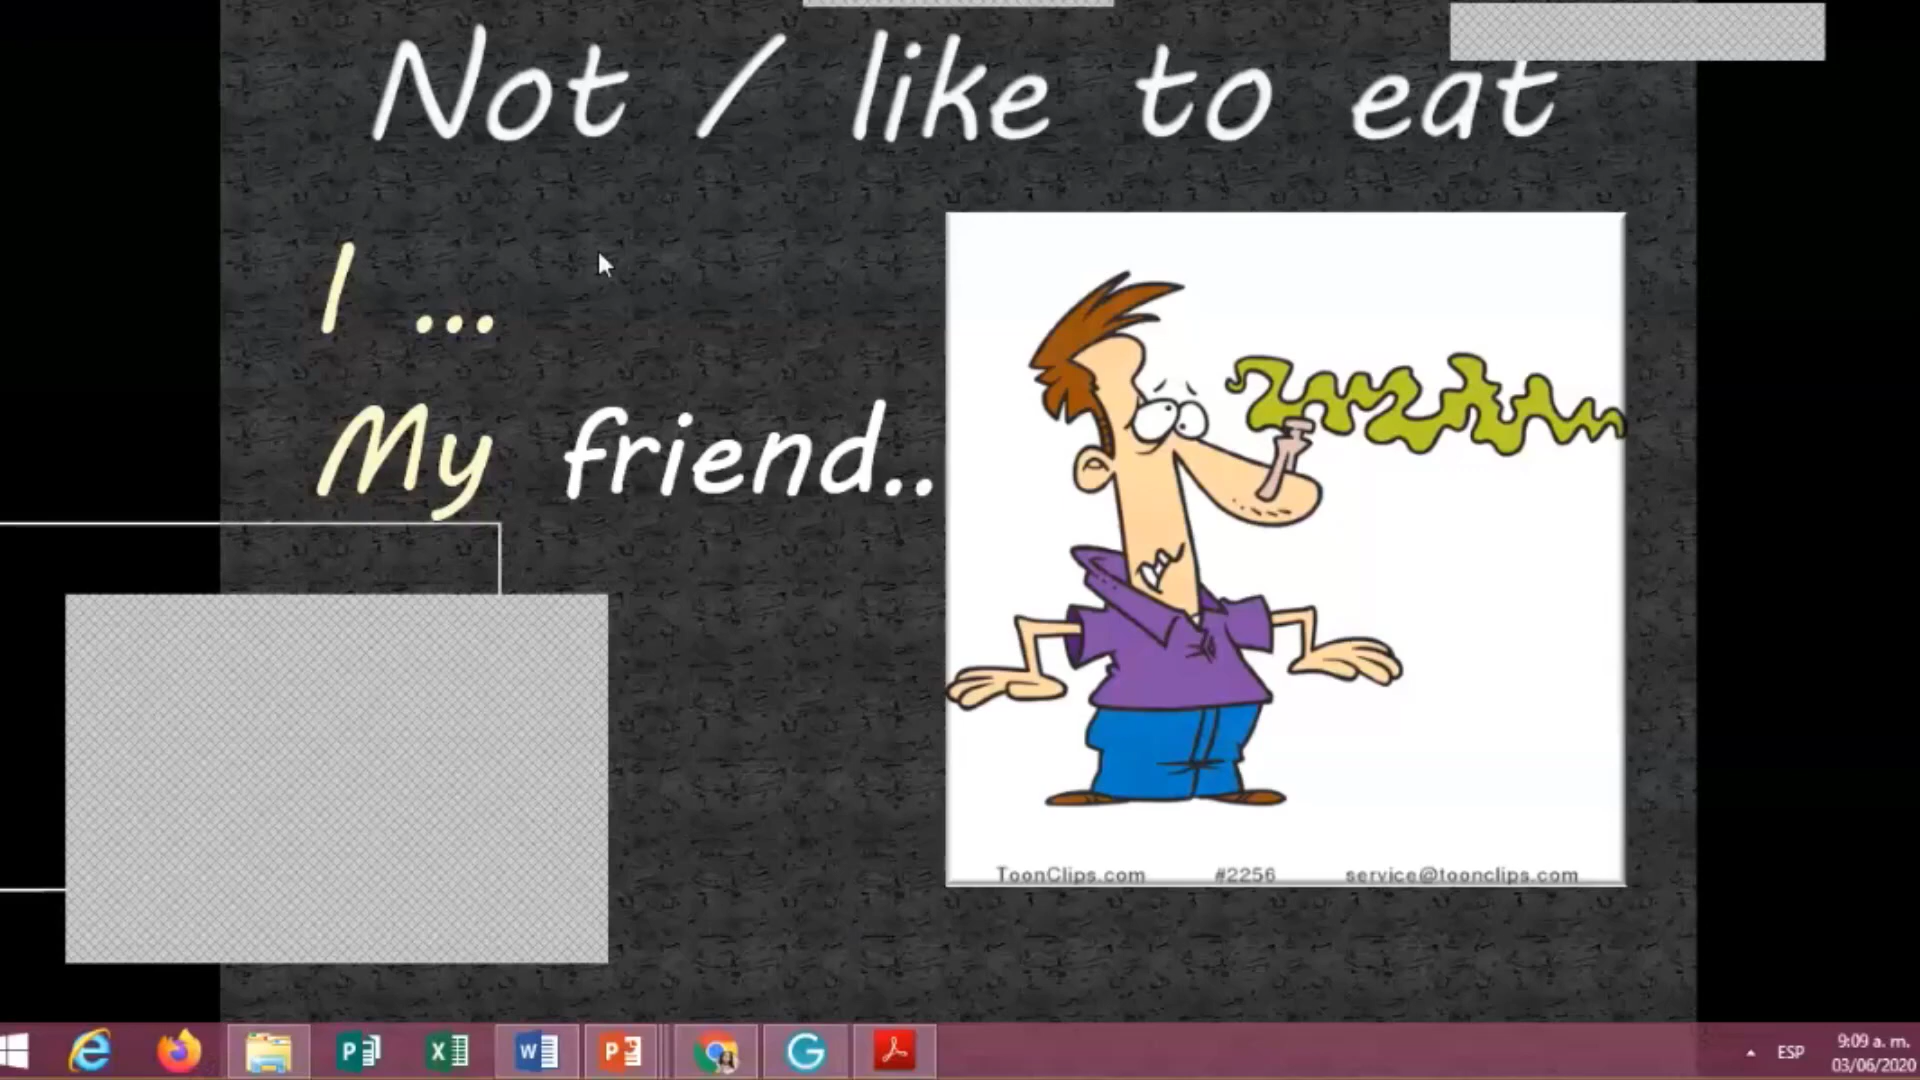 Not / like to eat
I ...
My friend..
ToonClips.com #2256 service@toonclips.com
ESP
9:09 a. m.
03/06/2020